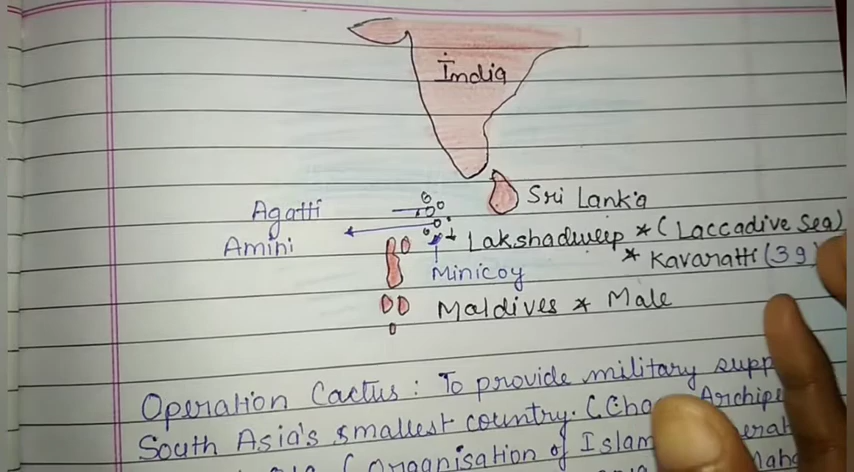 India
Sri Lanka
Agatti
Lakshadweep * (Laccadive Sea)
Amini
* Kavaratti (39)
Minicoy
Maldives * Male
Operation Cactus : To provide military supp
South Asia's smallest country. (Cha Archipe
(Organisation of Islam